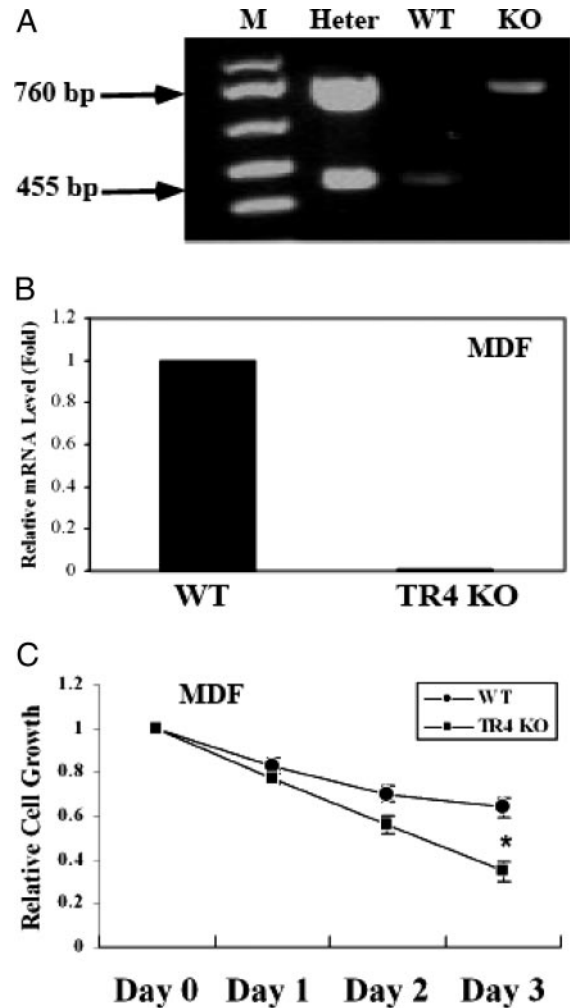 A
M Heter WT KO
760 bp
455 bp
B
1.2
1
0.8
0.6
0.4
0.2
0
Relative mRNA Level (Fold)
MDF
WT TR4 KO
C
1.2
1
0.8
0.6
0.4
0.2
0
Relative Cell Growth
MDF
WT
TR4 KO
*
Day 0 Day 1 Day 2 Day 3